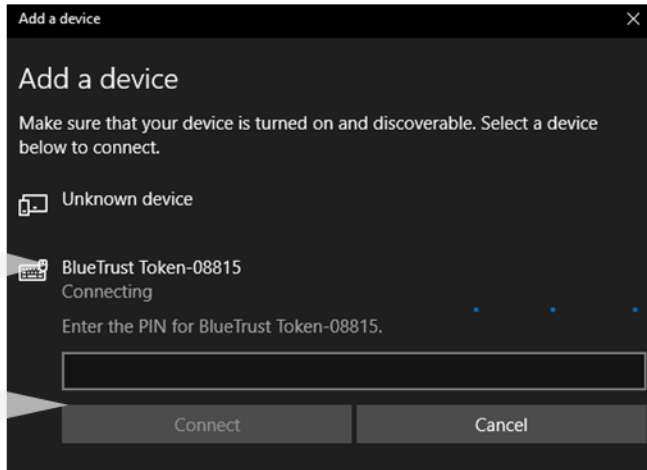 Add a device
Add a device
Make sure that your device is turned on and discoverable. Select a device
below to connect.
Unknown device
BlueTrust Token-08815
Connecting
Enter the PIN for BlueTrust Token-08815.
Connect
Cancel